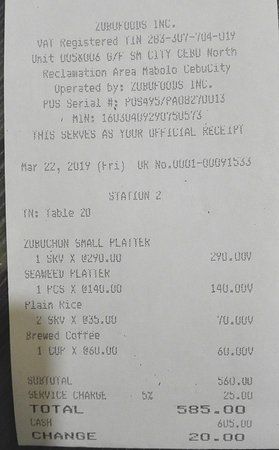 ZUBUFOODS INC.
VAT Registered TIN 283-307-704-019
Unit 005&006 G/F SM CITY CEBU North
Reclamation Area Mabolo CebuCity
Operated by: ZUBUFOODS INC.
POS Serial#: POS495/PA08270013
MIN: 16030409290750573
THIS SERVES AS YOUR OFFICIAL RECEIPT
Mar 22, 2019 (Fri) OR No.0001-00091533
STATION 2
TN: Table 20
ZUBUCHON SMALL PLATTER
1 SRV X @290.00 290.00V
SEAWEED PLATTER
1 PCS X @140.00 140.00V
Plain Rice
2 SRV X @35.00 70.00V
Brewed Coffee
1 CUP X @60.00 60.00V
SUBTOTAL 560.00
SERVICE CHARGE 5% 25.00
TOTAL 585.00
CASH 605.00
CHANGE 20.00